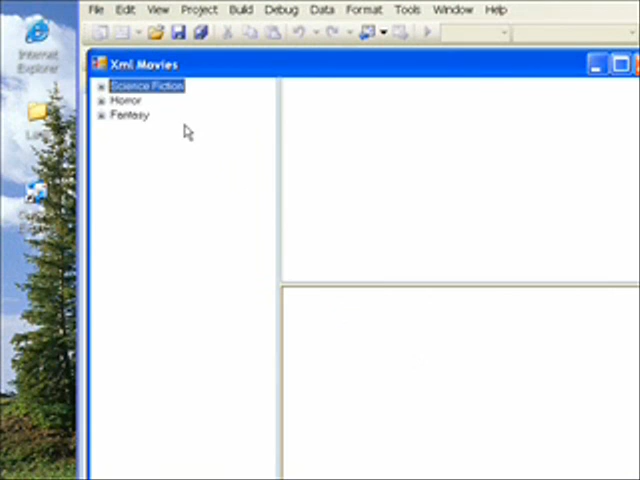 File Edit View Project Build Debug Data Format Tools Window Help
Internet
Explorer
Xml Movies
Science Fiction
Horror
Fantasy